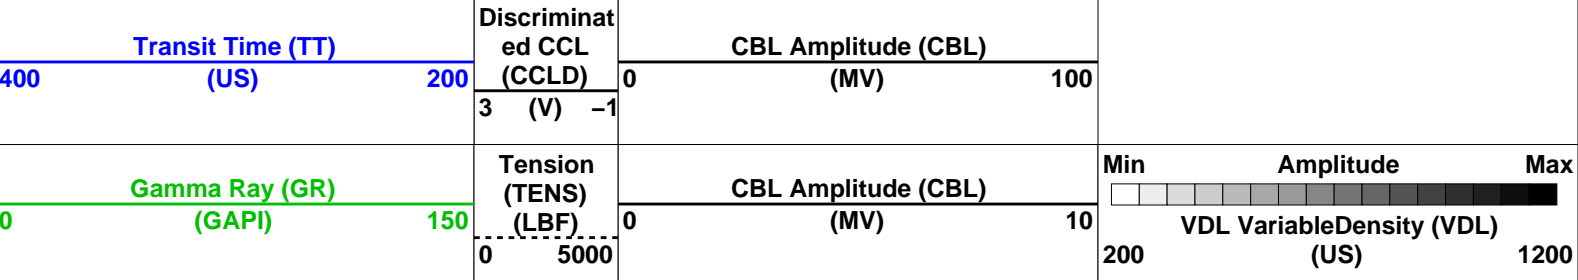 Discriminat
ed CCL
(CCLD)
3 (V) –1
Transit Time (TT)
400 (US) 200
CBL Amplitude (CBL)
0 (MV) 100
Gamma Ray (GR)
0 (GAPI) 150
Tension
(TENS)
(LBF)
0 5000
CBL Amplitude (CBL)
0 (MV) 10
Min Amplitude Max
VDL VariableDensity (VDL)
200 (US) 1200